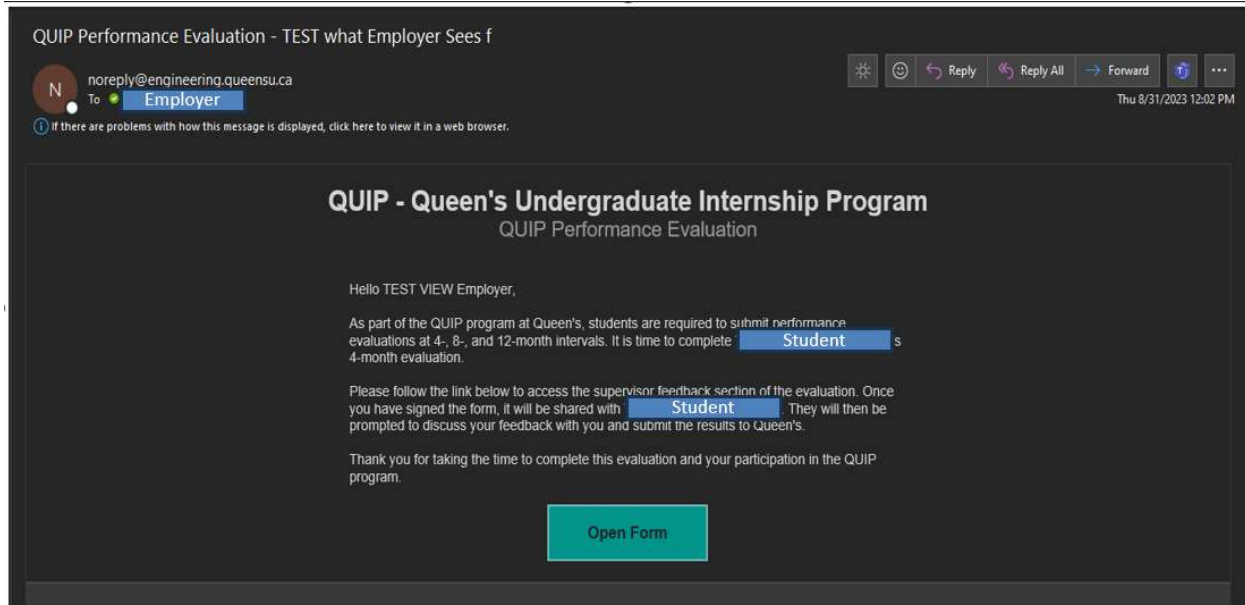 QUIP Performance Evaluation - TEST what Employer Sees f
N
noreply@engineering.queensu.ca
To Employer
Reply
Reply All
Forward
Thu 8/31/2023 12:02 PM
If there are problems with how this message is displayed, click here to view it in a web browser.
QUIP - Queen's Undergraduate Internship Program
QUIP Performance Evaluation
Hello TEST VIEW Employer,
As part of the QUIP program at Queen's, students are required to submit performance
evaluations at 4-, 8-, and 12-month intervals. It is time to complete Student s
4-month evaluation.
Please follow the link below to access the supervisor feedback section of the evaluation. Once
you have signed the form, it will be shared with Student . They will then be
prompted to discuss your feedback with you and submit the results to Queen's.
Thank you for taking the time to complete this evaluation and your participation in the QUIP
program.
Open Form